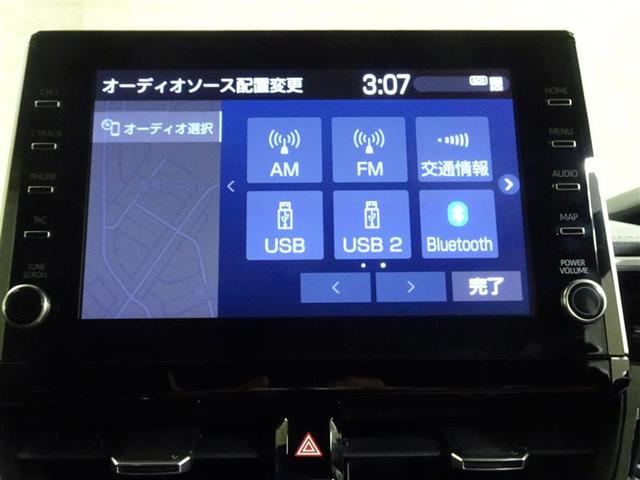 オーディオソース配置変更
3:07
オーディオ選択
AM
FM
交通情報
USB
USB 2
Bluetooth
完了
CH >
< TRACK
PHONE
TUNE
SCROLL
HOME
MENU
AUDIO
MAP
POWER
VOLUME